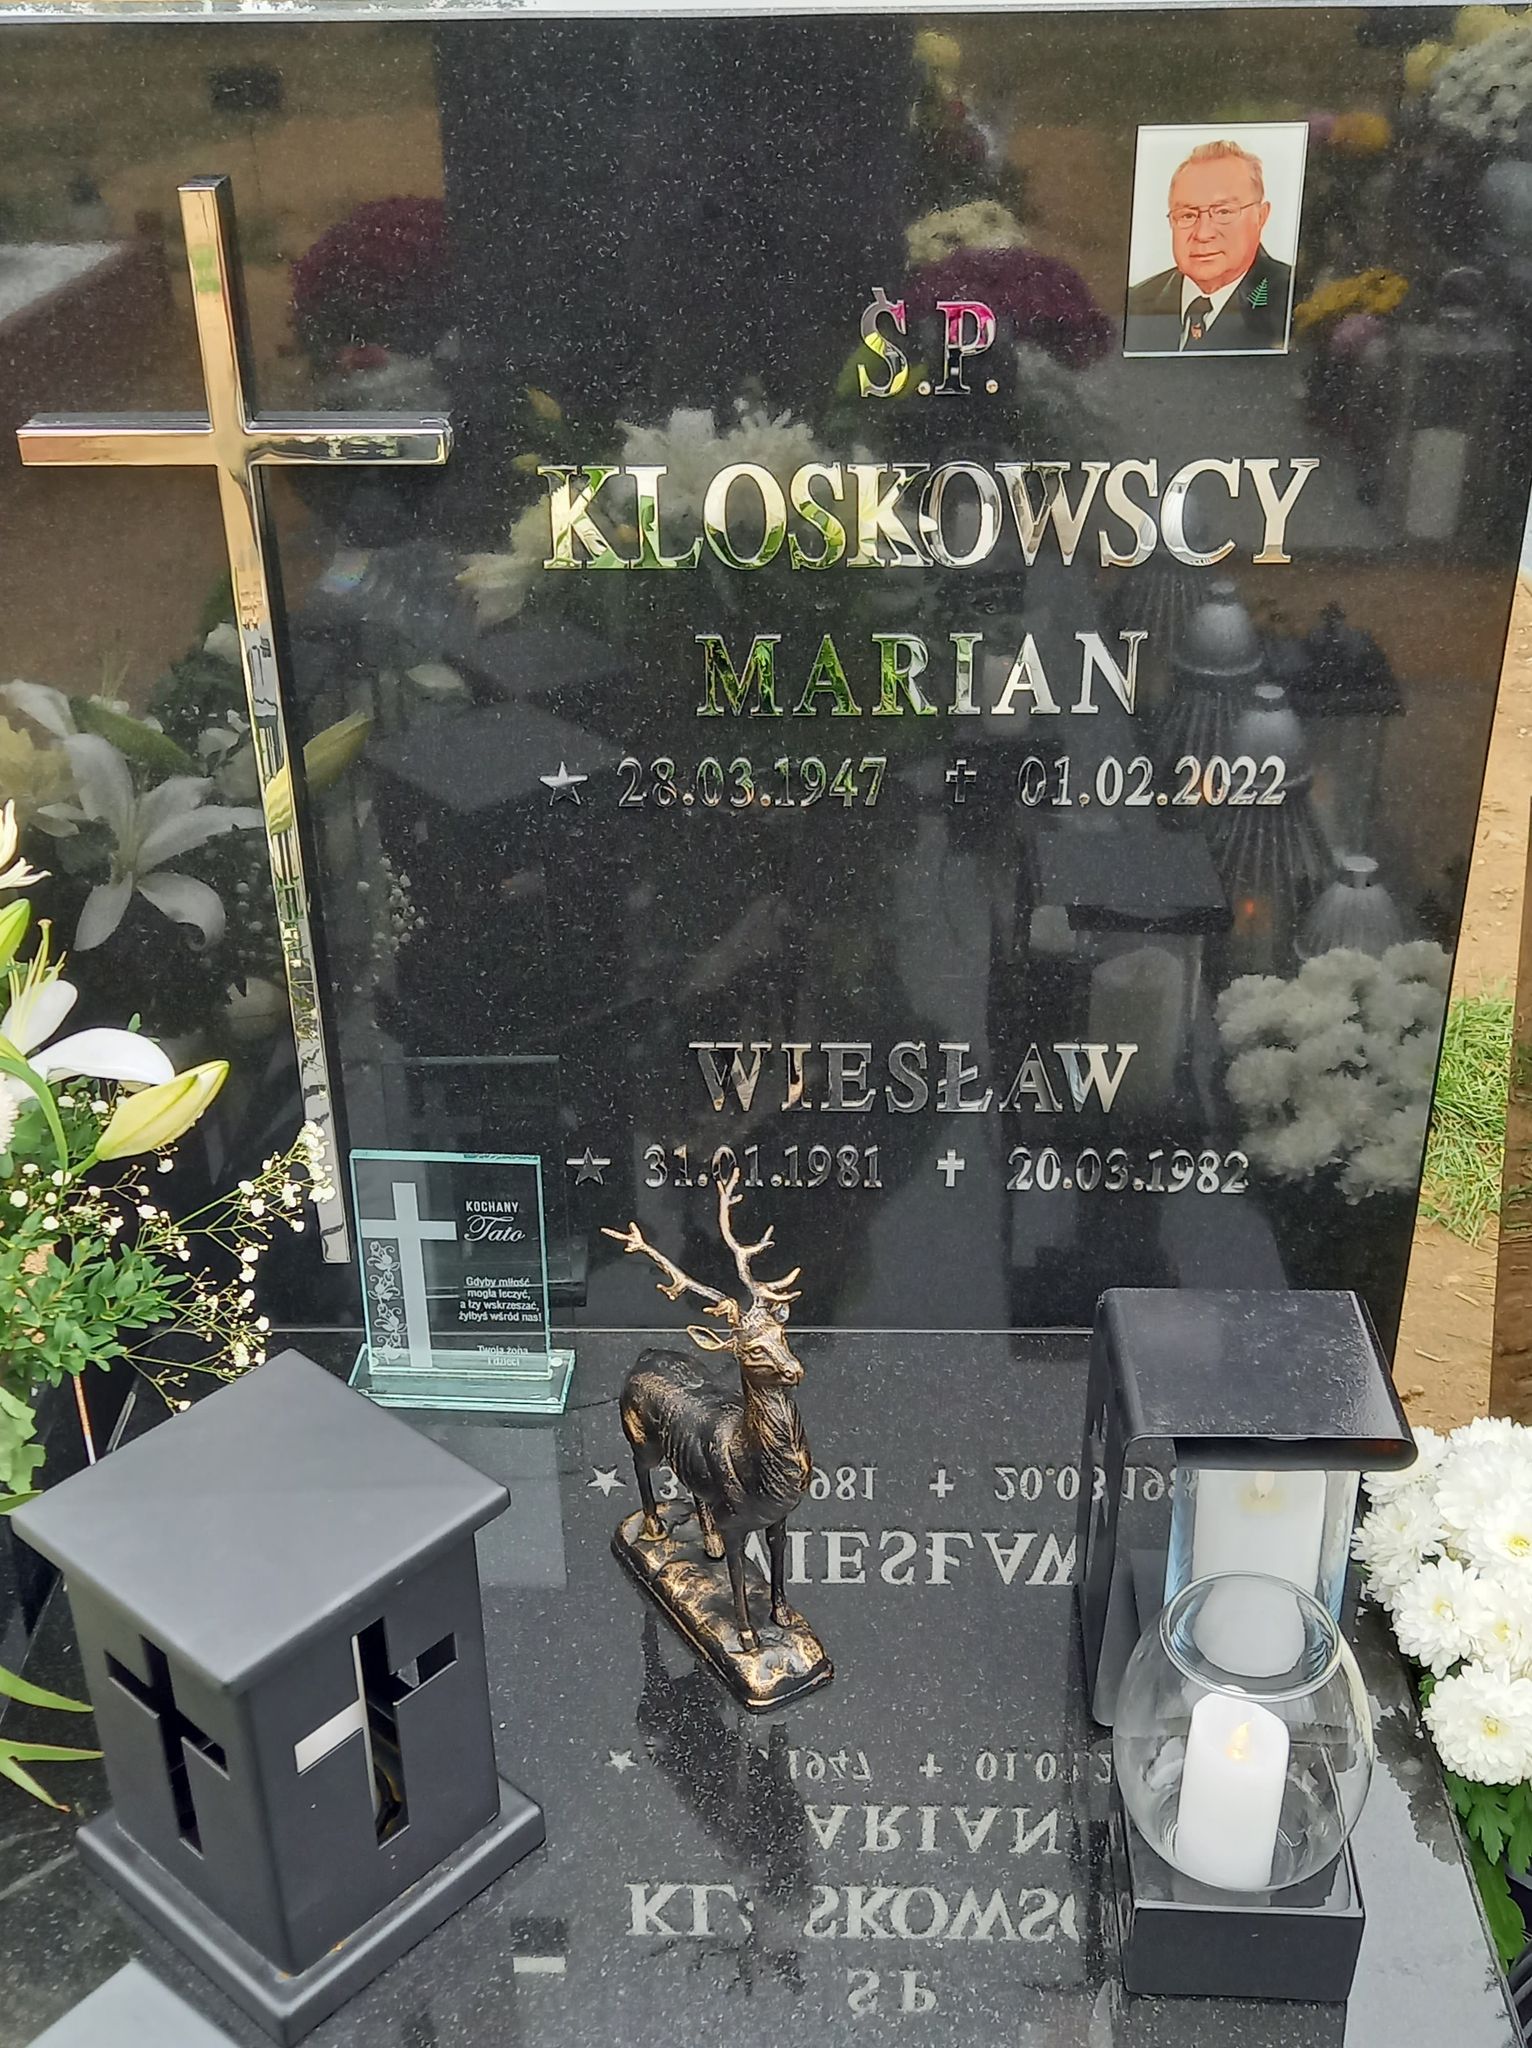 Ś.P.
KLOSKOWSCY
MARIAN
28.03.1947 01.02.2022
WIESŁAW
31.01.1981 20.03.1982
KOCHANY
Tato
Gdyby miłość
mogła leczyć,
a łzy wskrzeszać,
żyłbyś wśród nas!
Twoja żona
i dzieci